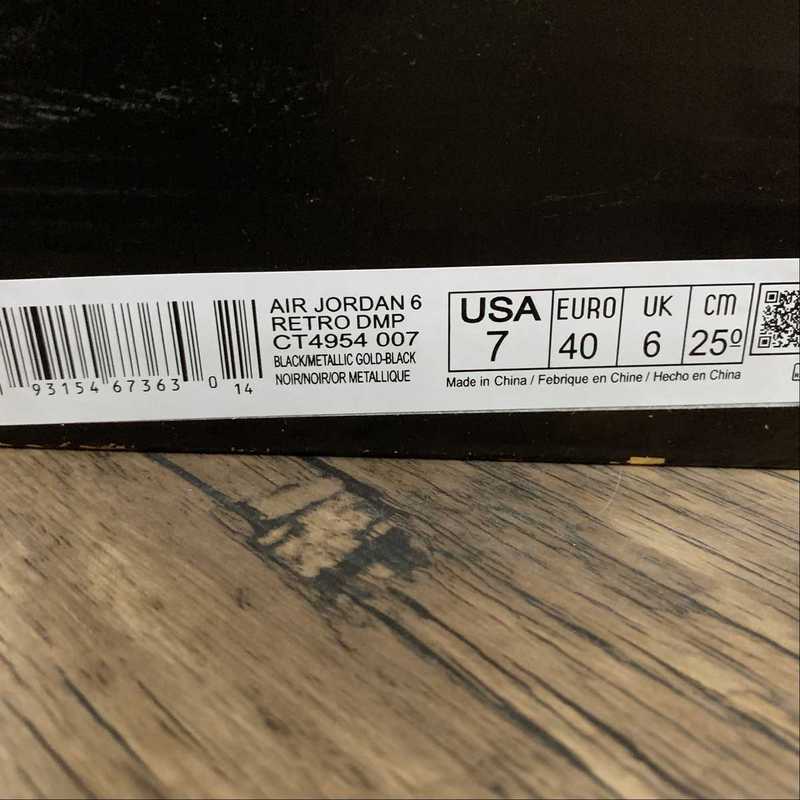 AIR JORDAN 6
RETRO DMP
CT4954 007
BLACK/METALLIC GOLD-BLACK
NOIR/NOIR/OR METALLIQUE
93154 67363 0 14
USA EURO UK CM
7 40 6 25º
Made in China / Fabrique en Chine / Hecho en China